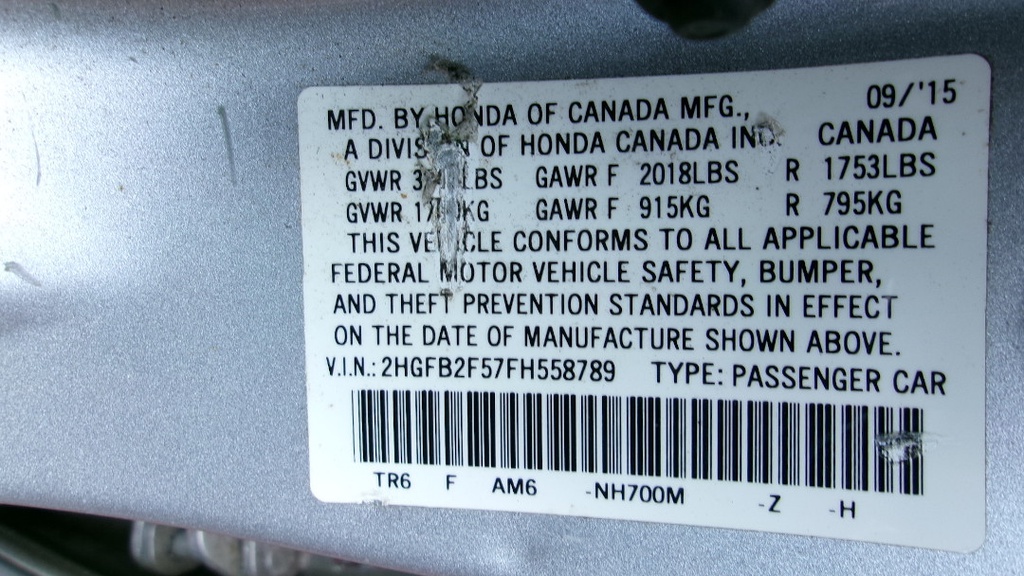 09/'15
MFD. BY HONDA OF CANADA MFG.,
A OF HONDA CANADA CANADA
GVWR GAWR F 2018LBS R 1753LBS
GVWR GAWR F 915KG R 795KG
THIS VEHICLE CONFORMS TO ALL APPLICABLE
FEDERAL MOTOR VEHICLE SAFETY, BUMPER,
AND THEFT PREVENTION STANDARDS IN EFFECT
ON THE DATE OF MANUFACTURE SHOWN ABOVE.
V.I.N.: 2HGFB2F57FH558789 TYPE: PASSENGER CAR
TR6 F AM6 -NH700M -Z -H